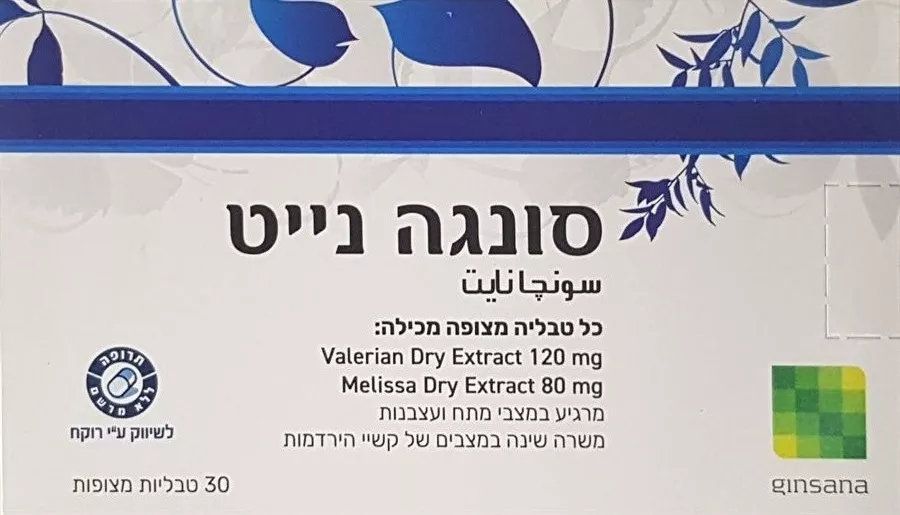 סונגה נייט
سونچا نايت
כל טבליה מצופה מכילה:
Valerian Dry Extract 120 mg
Melissa Dry Extract 80 mg
מרגיע במצבי מתח ועצבנות
משרה שינה במצבים של קשיי הירדמות
תרופה
ללא מרשם
לשיווק ע״י רוקח
30 טבליות מצופות
ginsana